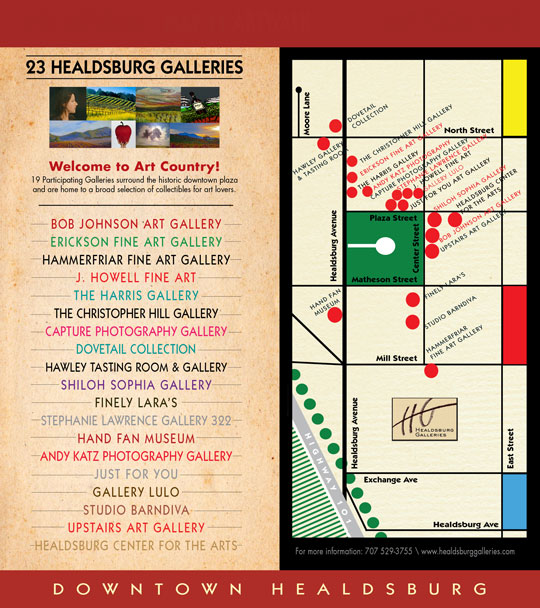 23 HEALDSBURG GALLERIES
Welcome to Art Country!
19 Participating Galleries surround the historic downtown plaza
and are home to a broad selection of collectibles for art lovers.
BOB JOHNSON ART GALLERY
ERICKSON FINE ART GALLERY
HAMMERFRIAR FINE ART GALLERY
J. HOWELL FINE ART
THE HARRIS GALLERY
THE CHRISTOPHER HILL GALLERY
CAPTURE PHOTOGRAPHY GALLERY
DOVETAIL COLLECTION
HAWLEY TASTING ROOM & GALLERY
SHILOH SOPHIA GALLERY
FINELY LARA'S
STEPHANIE LAWRENCE GALLERY 322
HAND FAN MUSEUM
ANDY KATZ PHOTOGRAPHY GALLERY
JUST FOR YOU
GALLERY LULO
STUDIO BARNDIVA
UPSTAIRS ART GALLERY
HEALDSBURG CENTER FOR THE ARTS
Moore Lane
DOVETAIL
COLLECTION
North Street
HAWLEY GALLERY
& TASTING ROOM
THE CHRISTOPHER HILL GALLERY
ERICKSON FINE ART GALLERY
THE HARRIS GALLERY
ANDY KATZ PHOTOGRAPHY
CAPTURE PHOTOGRAPHY GALLERY
STEPHANIE LAWRENCE GALLERY
HOWELL FINE ART
GALLERY LULO
JUST FOR YOU ART GALLERY
SHILOH SOPHIA GALLERY
HEALDSBURG CENTER
FOR THE ARTS
BOB JOHNSON ART GALLERY
UPSTAIRS ART GALLERY
Plaza Street
Healdsburg Avenue
Center Street
Matheson Street
HAND FAN
MUSEUM
FINELY LARA'S
STUDIO BARNDIVA
HAMMERFRIAR
FINE ART GALLERY
Mill Street
Healdsburg Avenue
HG
HEALDSBURG
GALLERIES
East Street
HIGHWAY 101
Exchange Ave
Healdsburg Ave
For more information: 707 529-3755 \ www.healdsburggalleries.com
DOWNTOWN HEALDSBURG